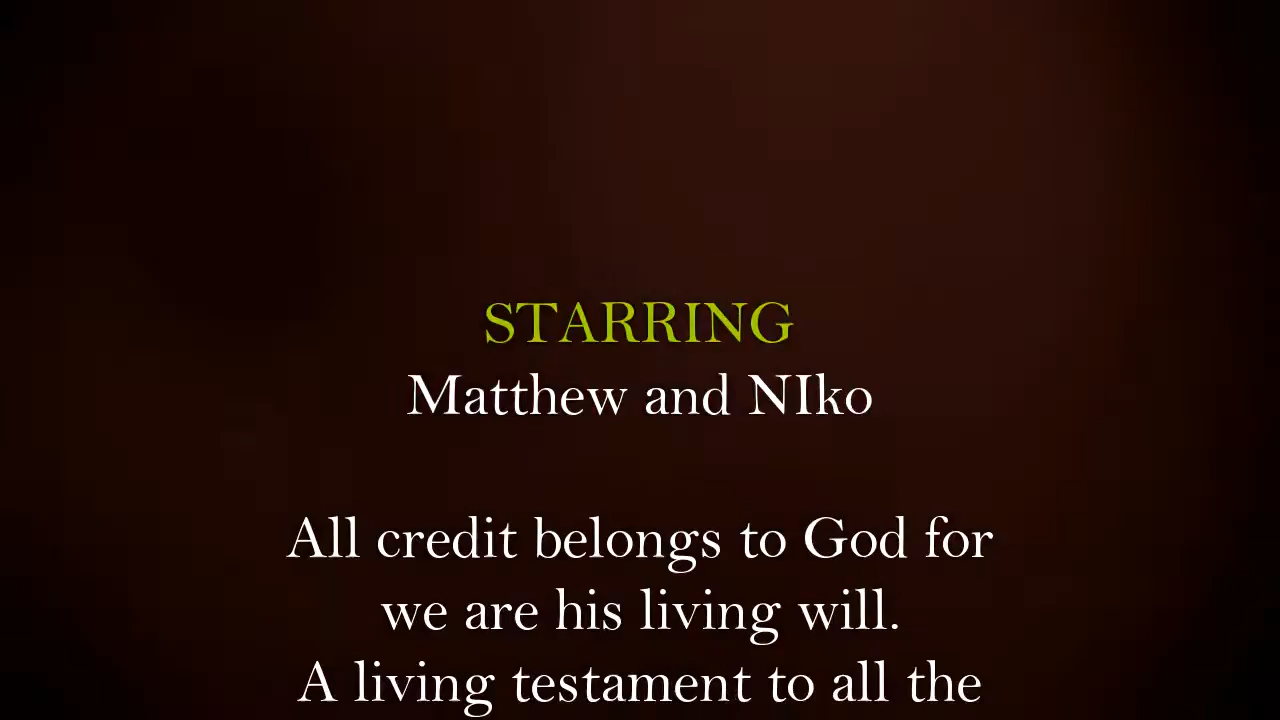 STARRING
Matthew and NIko
All credit belongs to God for
we are his living will.
A living testament to all the